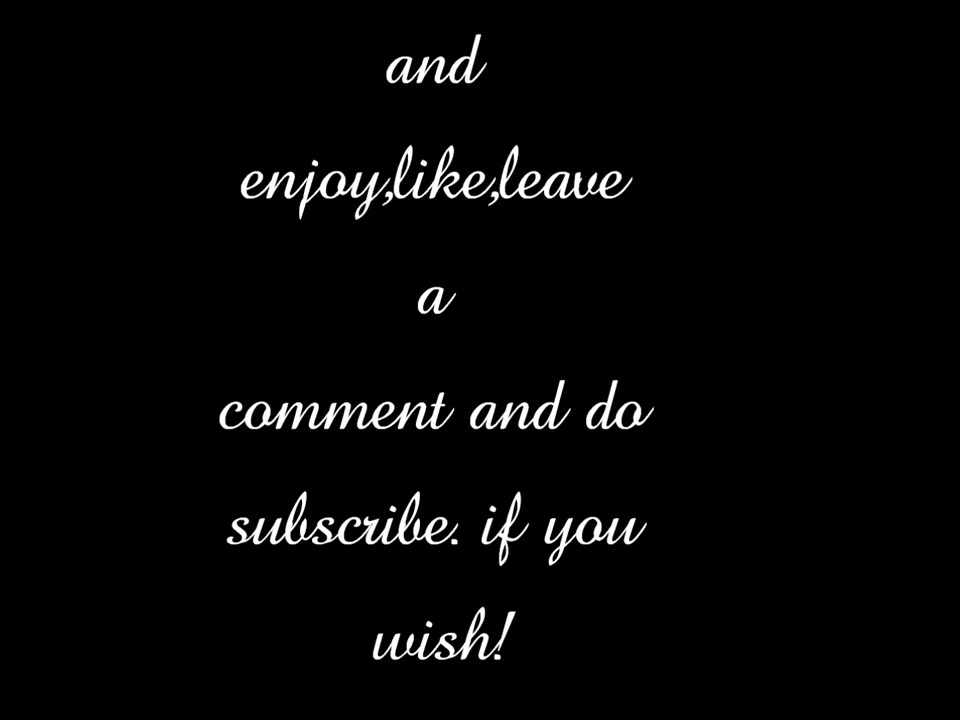 and
enjoy,like,leave
a
comment and do
subscribe. if you
wish!